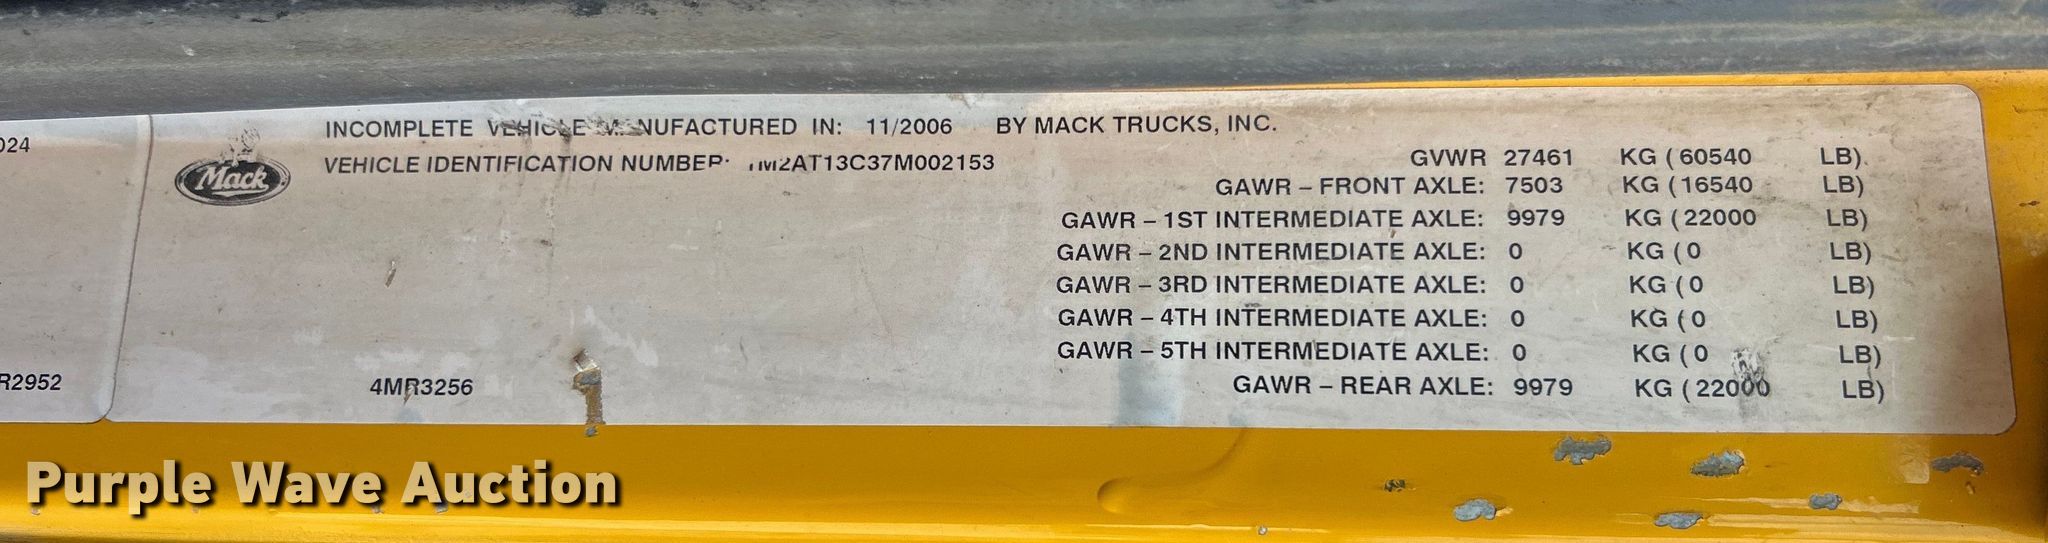 024
R2952
Mack
INCOMPLETE VEHICLE MANUFACTURED IN: 11/2006 BY MACK TRUCKS, INC.
VEHICLE IDENTIFICATION NUMBER: 1M2AT13C37M002153
GVWR 27461 KG (60540 LB)
GAWR – FRONT AXLE: 7503 KG (16540 LB)
GAWR – 1ST INTERMEDIATE AXLE: 9979 KG (22000 LB)
GAWR – 2ND INTERMEDIATE AXLE: 0 KG (0 LB)
GAWR – 3RD INTERMEDIATE AXLE: 0 KG (0 LB)
GAWR – 4TH INTERMEDIATE AXLE: 0 KG (0 LB)
GAWR – 5TH INTERMEDIATE AXLE: 0 KG (0 LB)
GAWR – REAR AXLE: 9979 KG (22000 LB)
4MR3256
Purple Wave Auction